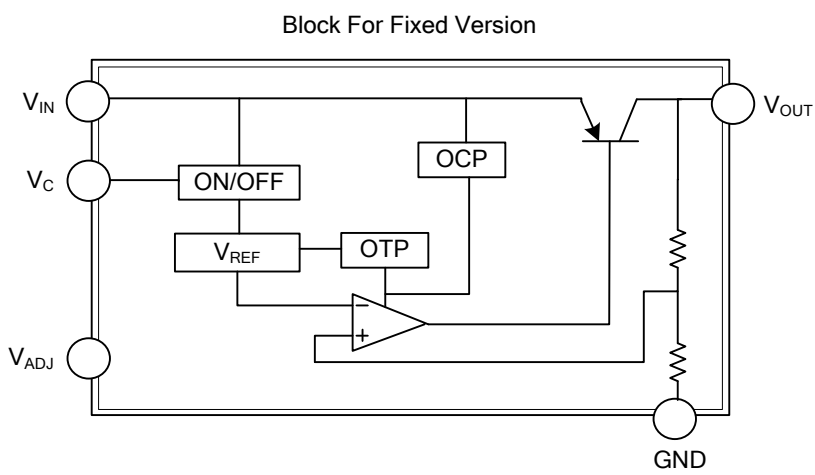 Block For Fixed Version
VIN
VOUT
OCP
VC
ON/OFF
VREF
OTP
−
+
VADJ
GND